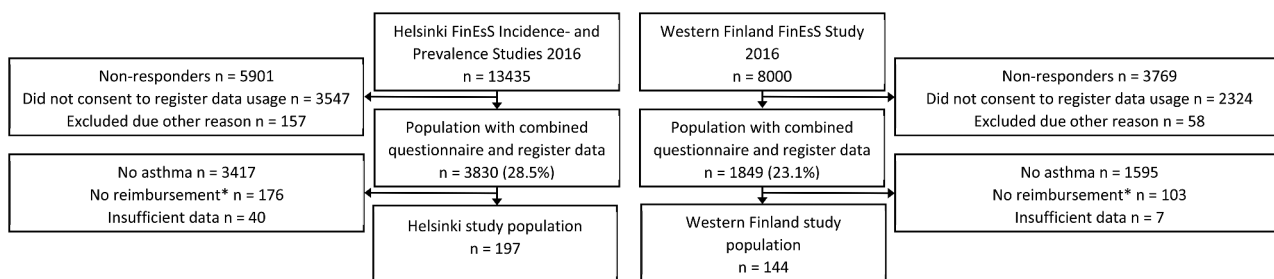 Helsinki FinEsS Incidence- and
Prevalence Studies 2016
n = 13435
Western Finland FinEsS Study
2016
n = 8000
Non-responders n = 5901
Did not consent to register data usage n = 3547
Excluded due other reason n = 157
Non-responders n = 3769
Did not consent to register data usage n = 2324
Excluded due other reason n = 58
Population with combined
questionnaire and register data
n = 3830 (28.5%)
Population with combined
questionnaire and register data
n = 1849 (23.1%)
No asthma n = 3417
No reimbursement* n = 176
Insufficient data n = 40
No asthma n = 1595
No reimbursement* n = 103
Insufficient data n = 7
Helsinki study population
n = 197
Western Finland study
population
n = 144